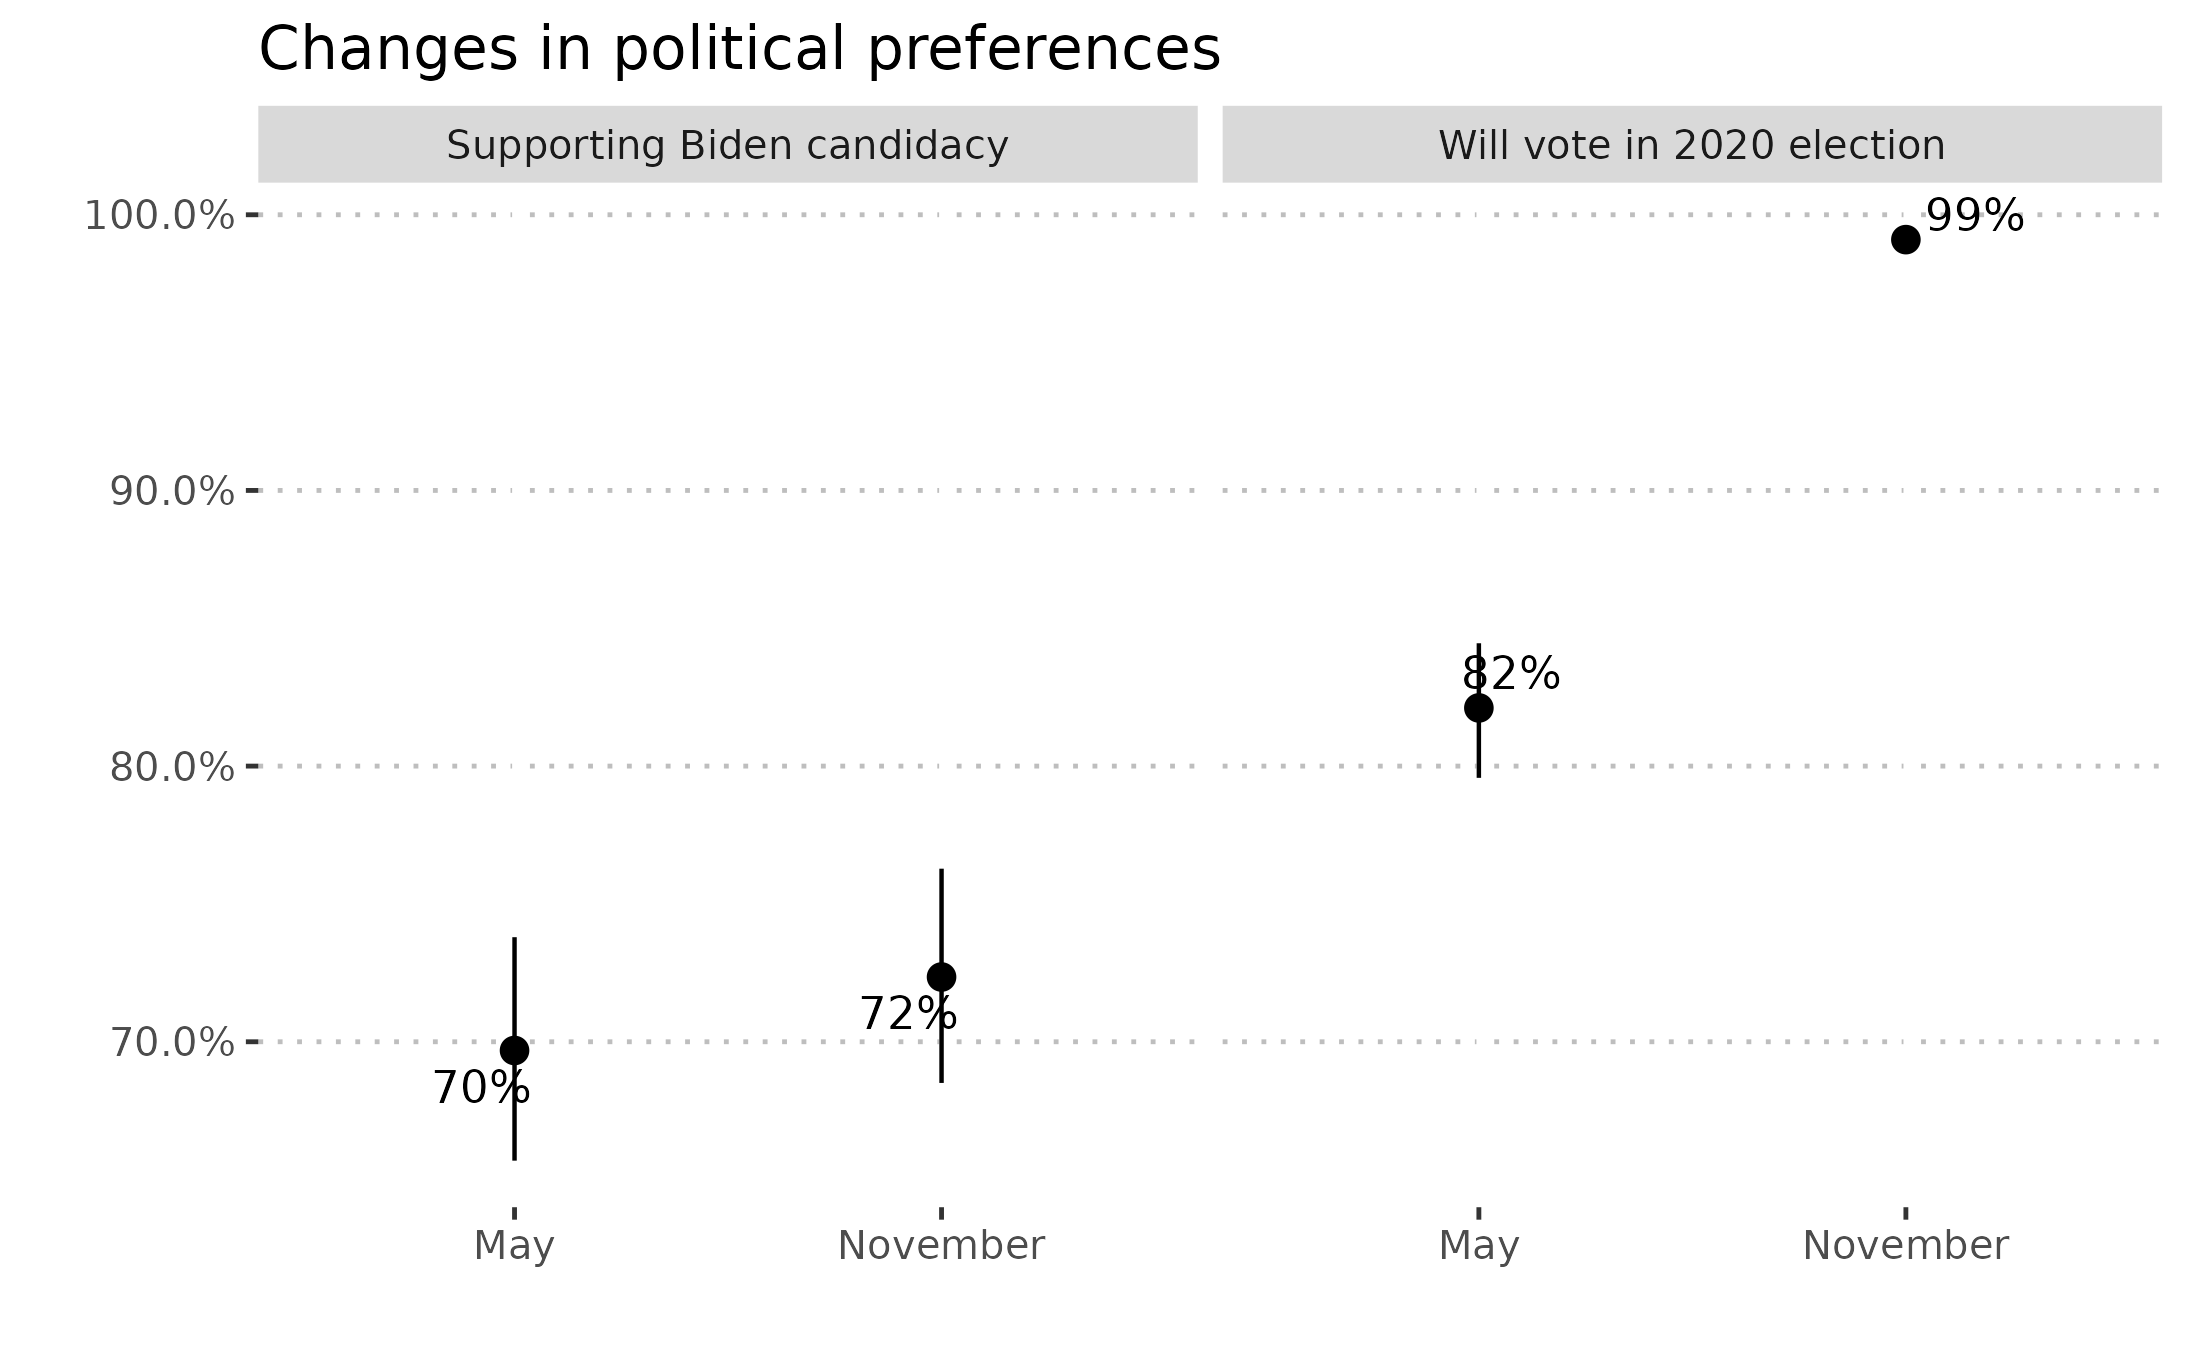 Changes in political preferences
Supporting Biden candidacy
Will vote in 2020 election
100.0%
90.0%
80.0%
70.0%
99%
82%
72%
70%
May
November
May
November